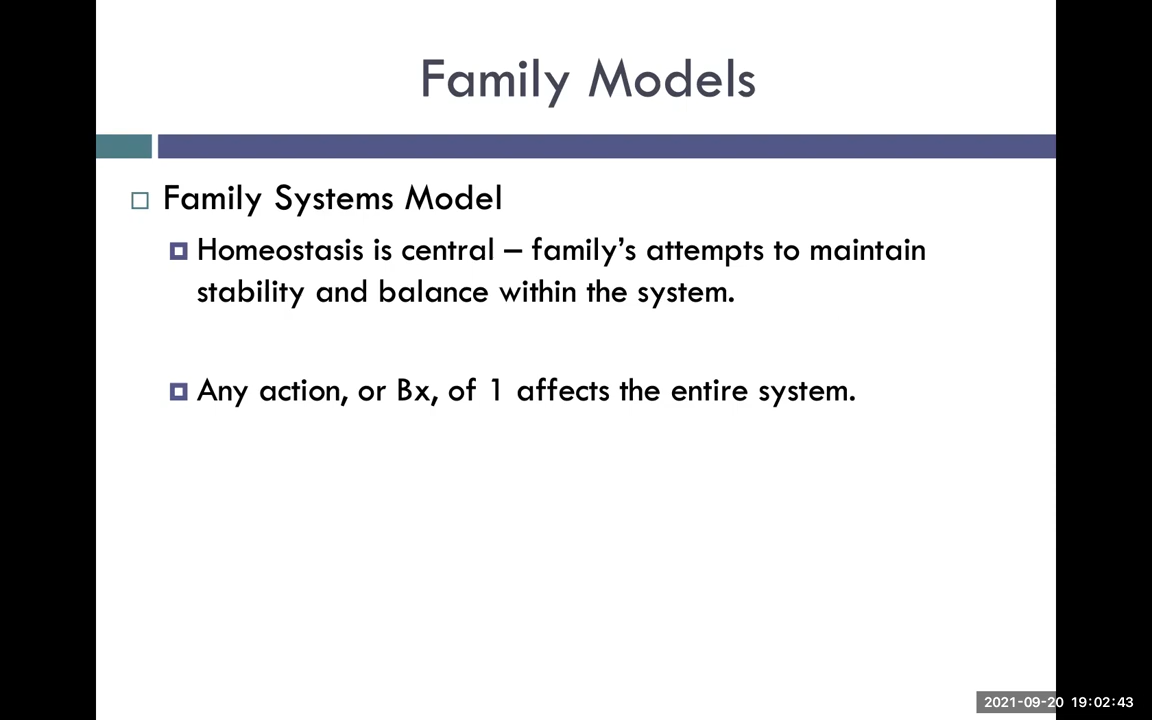 Family Models
Family Systems Model
Homeostasis is central – family’s attempts to maintain
stability and balance within the system.
Any action, or Bx, of 1 affects the entire system.
2021-09-20 19:02:43